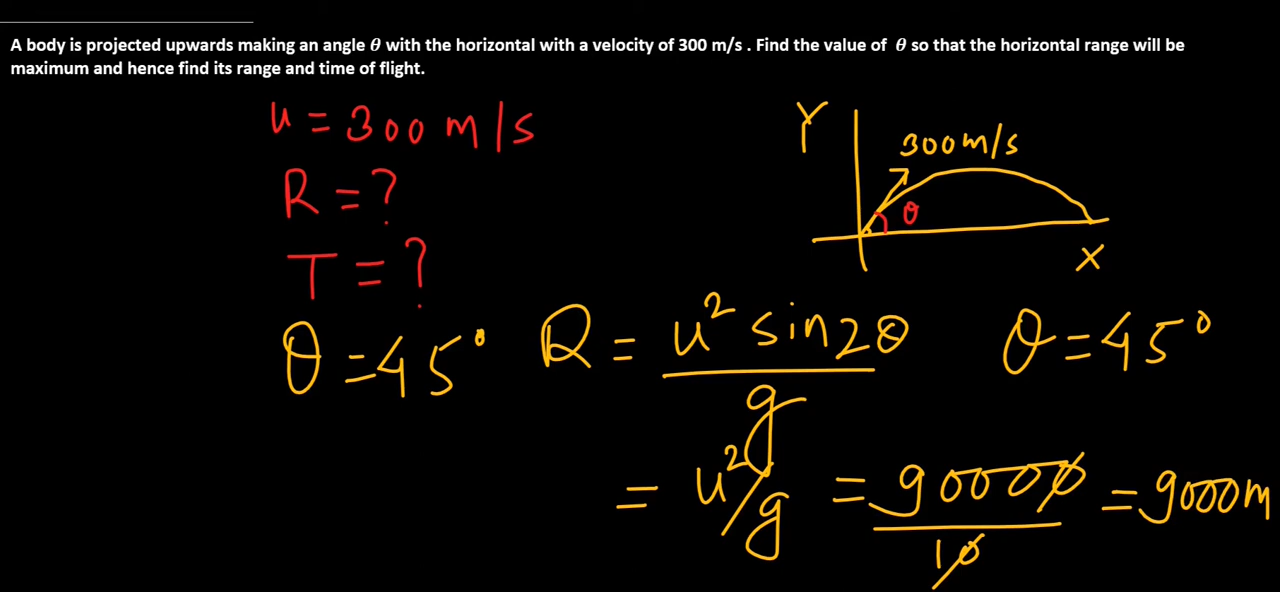 A body is projected upwards making an angle θ with the horizontal with a velocity of 300 m/s . Find the value of θ so that the horizontal range will be
maximum and hence find its range and time of flight.
u = 300 m/s
R = ?
T = ?
Y
300 m/s
θ
X
θ = 45°
R = u² sin2θ / g
θ = 45°
= u²/g = 90000/10 = 9000m